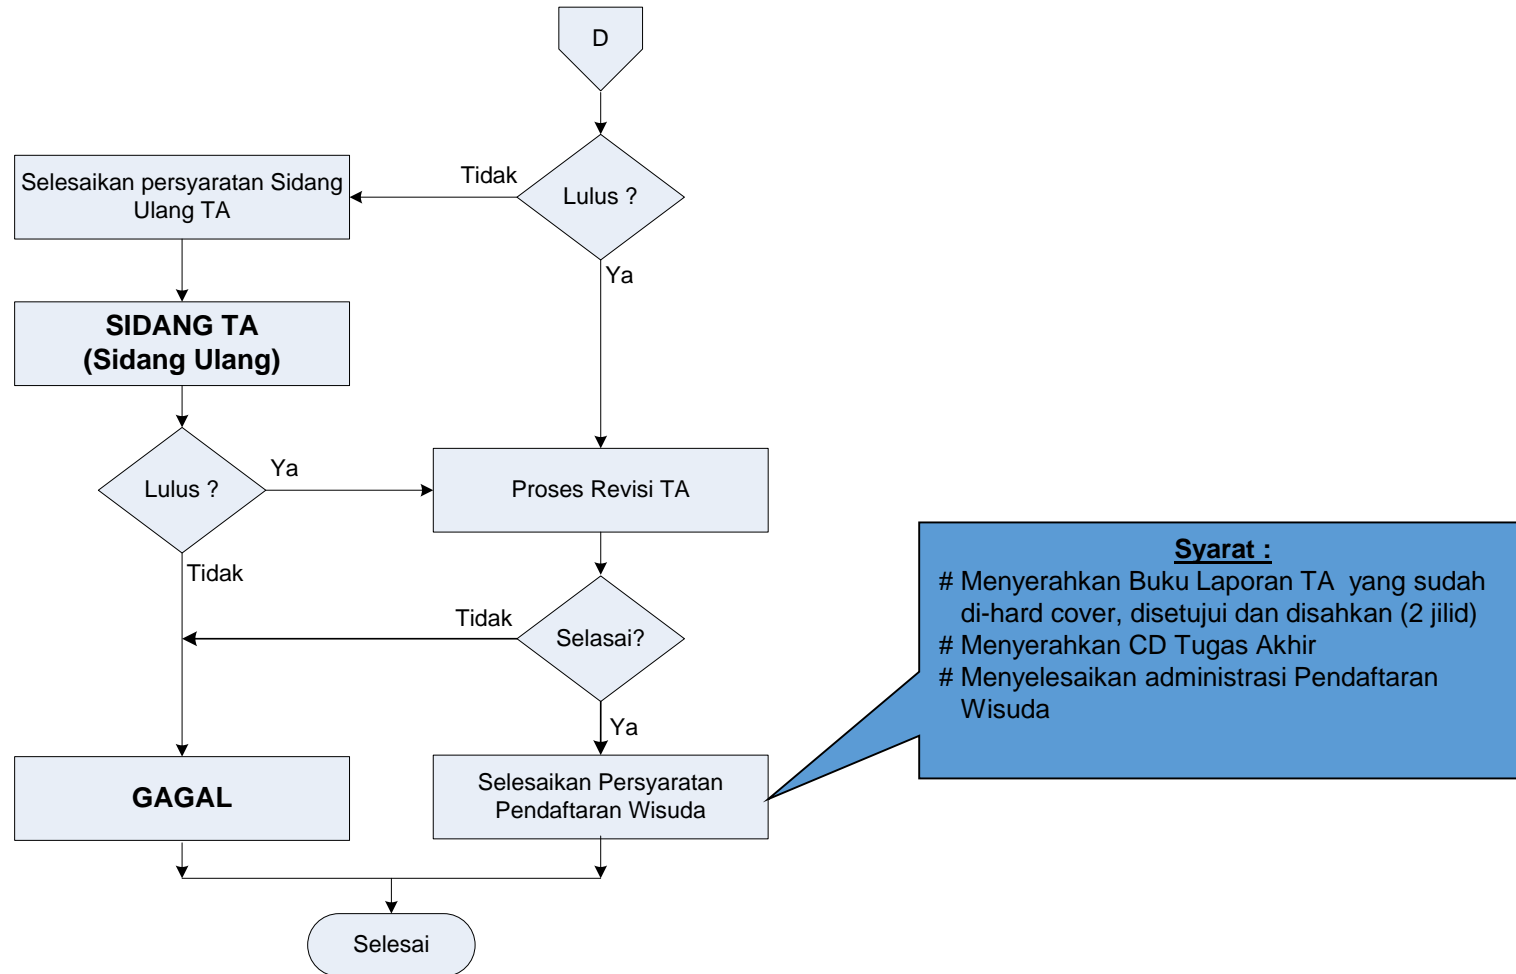 D
Lulus ?
Tidak
Selesaikan persyaratan Sidang
Ulang TA
Ya
SIDANG TA
(Sidang Ulang)
Lulus ?
Ya
Proses Revisi TA
Tidak
Selasai?
Tidak
Ya
Syarat :
# Menyerahkan Buku Laporan TA  yang sudah
di-hard cover, disetujui dan disahkan (2 jilid)
# Menyerahkan CD Tugas Akhir
# Menyelesaikan administrasi Pendaftaran
Wisuda
GAGAL
Selesaikan Persyaratan
Pendaftaran Wisuda
Selesai